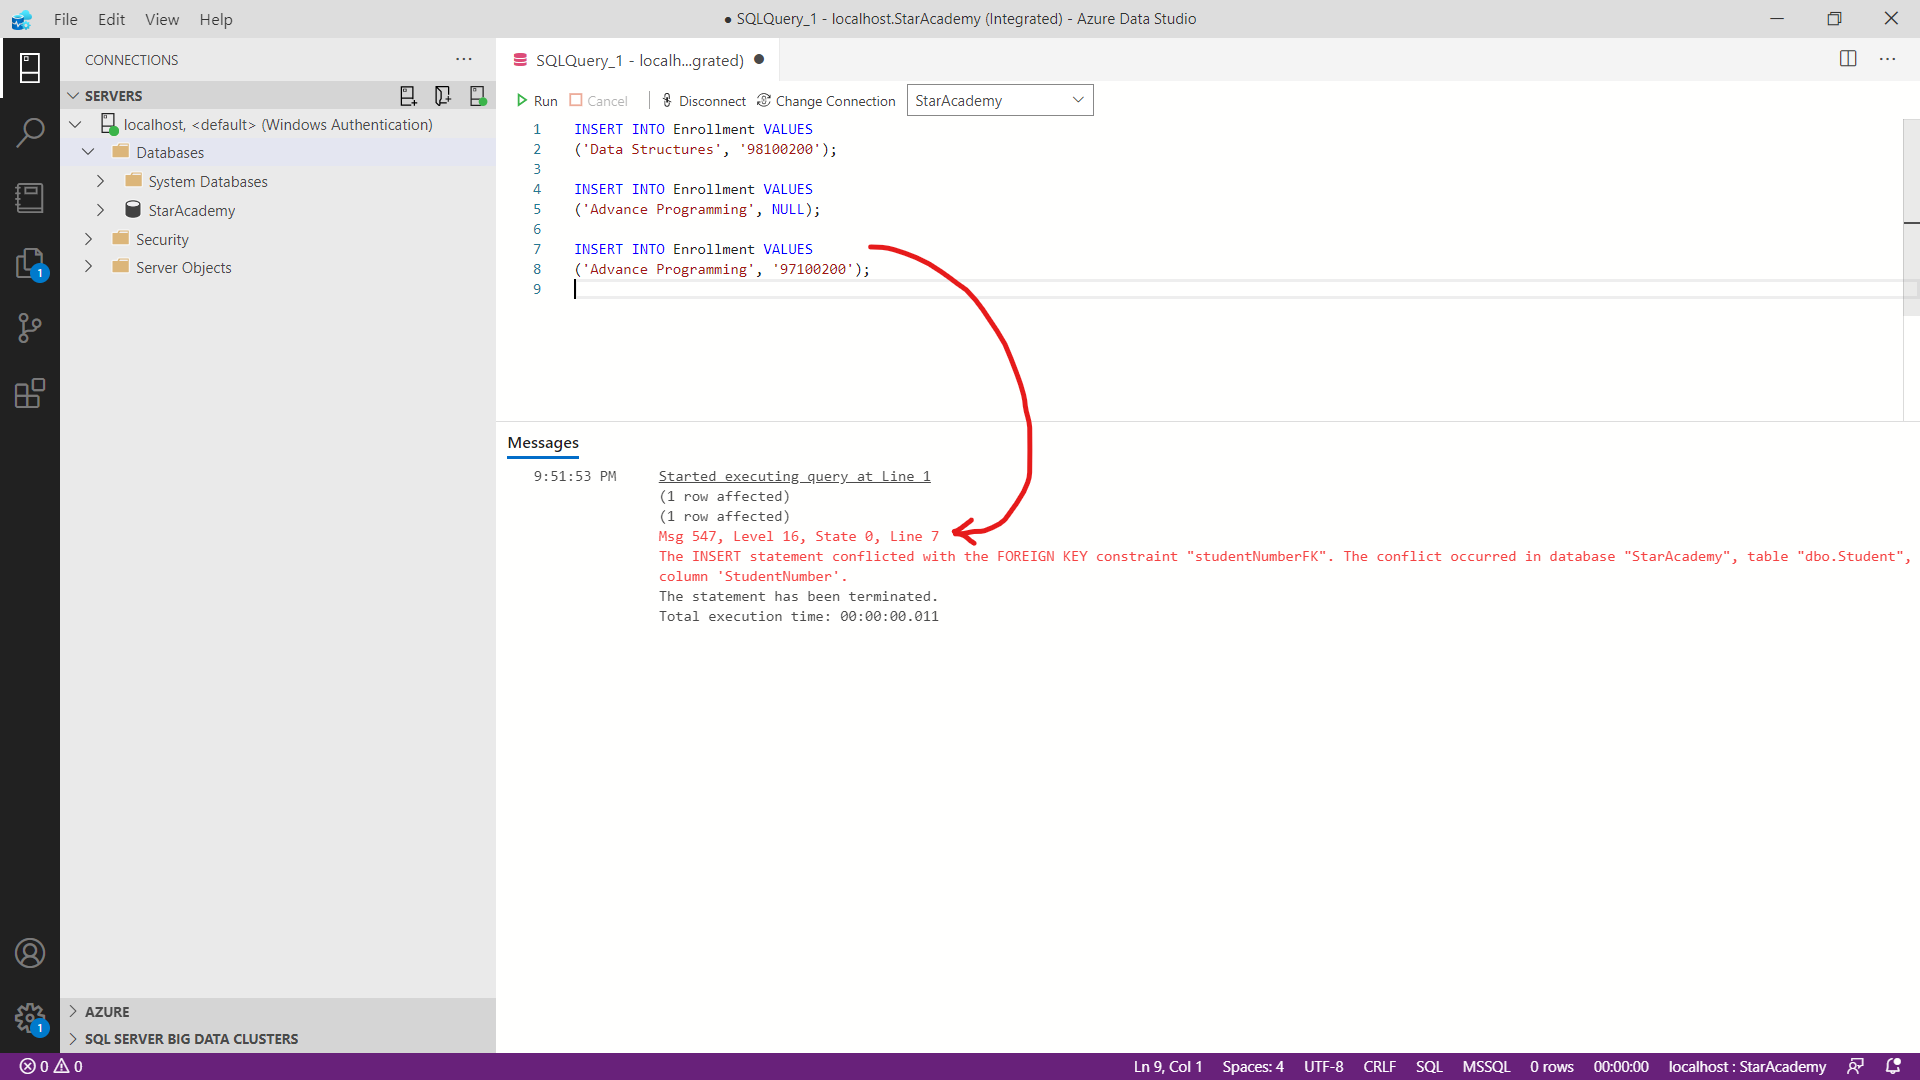 File Edit View Help
● SQLQuery_1 - localhost.StarAcademy (Integrated) - Azure Data Studio
CONNECTIONS
SERVERS
localhost, <default> (Windows Authentication)
Databases
System Databases
StarAcademy
Security
Server Objects
1
SQLQuery_1 - localh...grated) ●
Run Cancel Disconnect Change Connection StarAcademy
1 INSERT INTO Enrollment VALUES
2 ('Data Structures', '98100200');
3
4 INSERT INTO Enrollment VALUES
5 ('Advance Programming', NULL);
6
7 INSERT INTO Enrollment VALUES
8 ('Advance Programming', '97100200');
9
Messages
9:51:53 PM Started executing query at Line 1
(1 row affected)
(1 row affected)
Msg 547, Level 16, State 0, Line 7
The INSERT statement conflicted with the FOREIGN KEY constraint "studentNumberFK". The conflict occurred in database "StarAcademy", table "dbo.Student",
column 'StudentNumber'.
The statement has been terminated.
Total execution time: 00:00:00.011
AZURE
1
SQL SERVER BIG DATA CLUSTERS
0 0 Ln 9, Col 1 Spaces: 4 UTF-8 CRLF SQL MSSQL 0 rows 00:00:00 localhost : StarAcademy